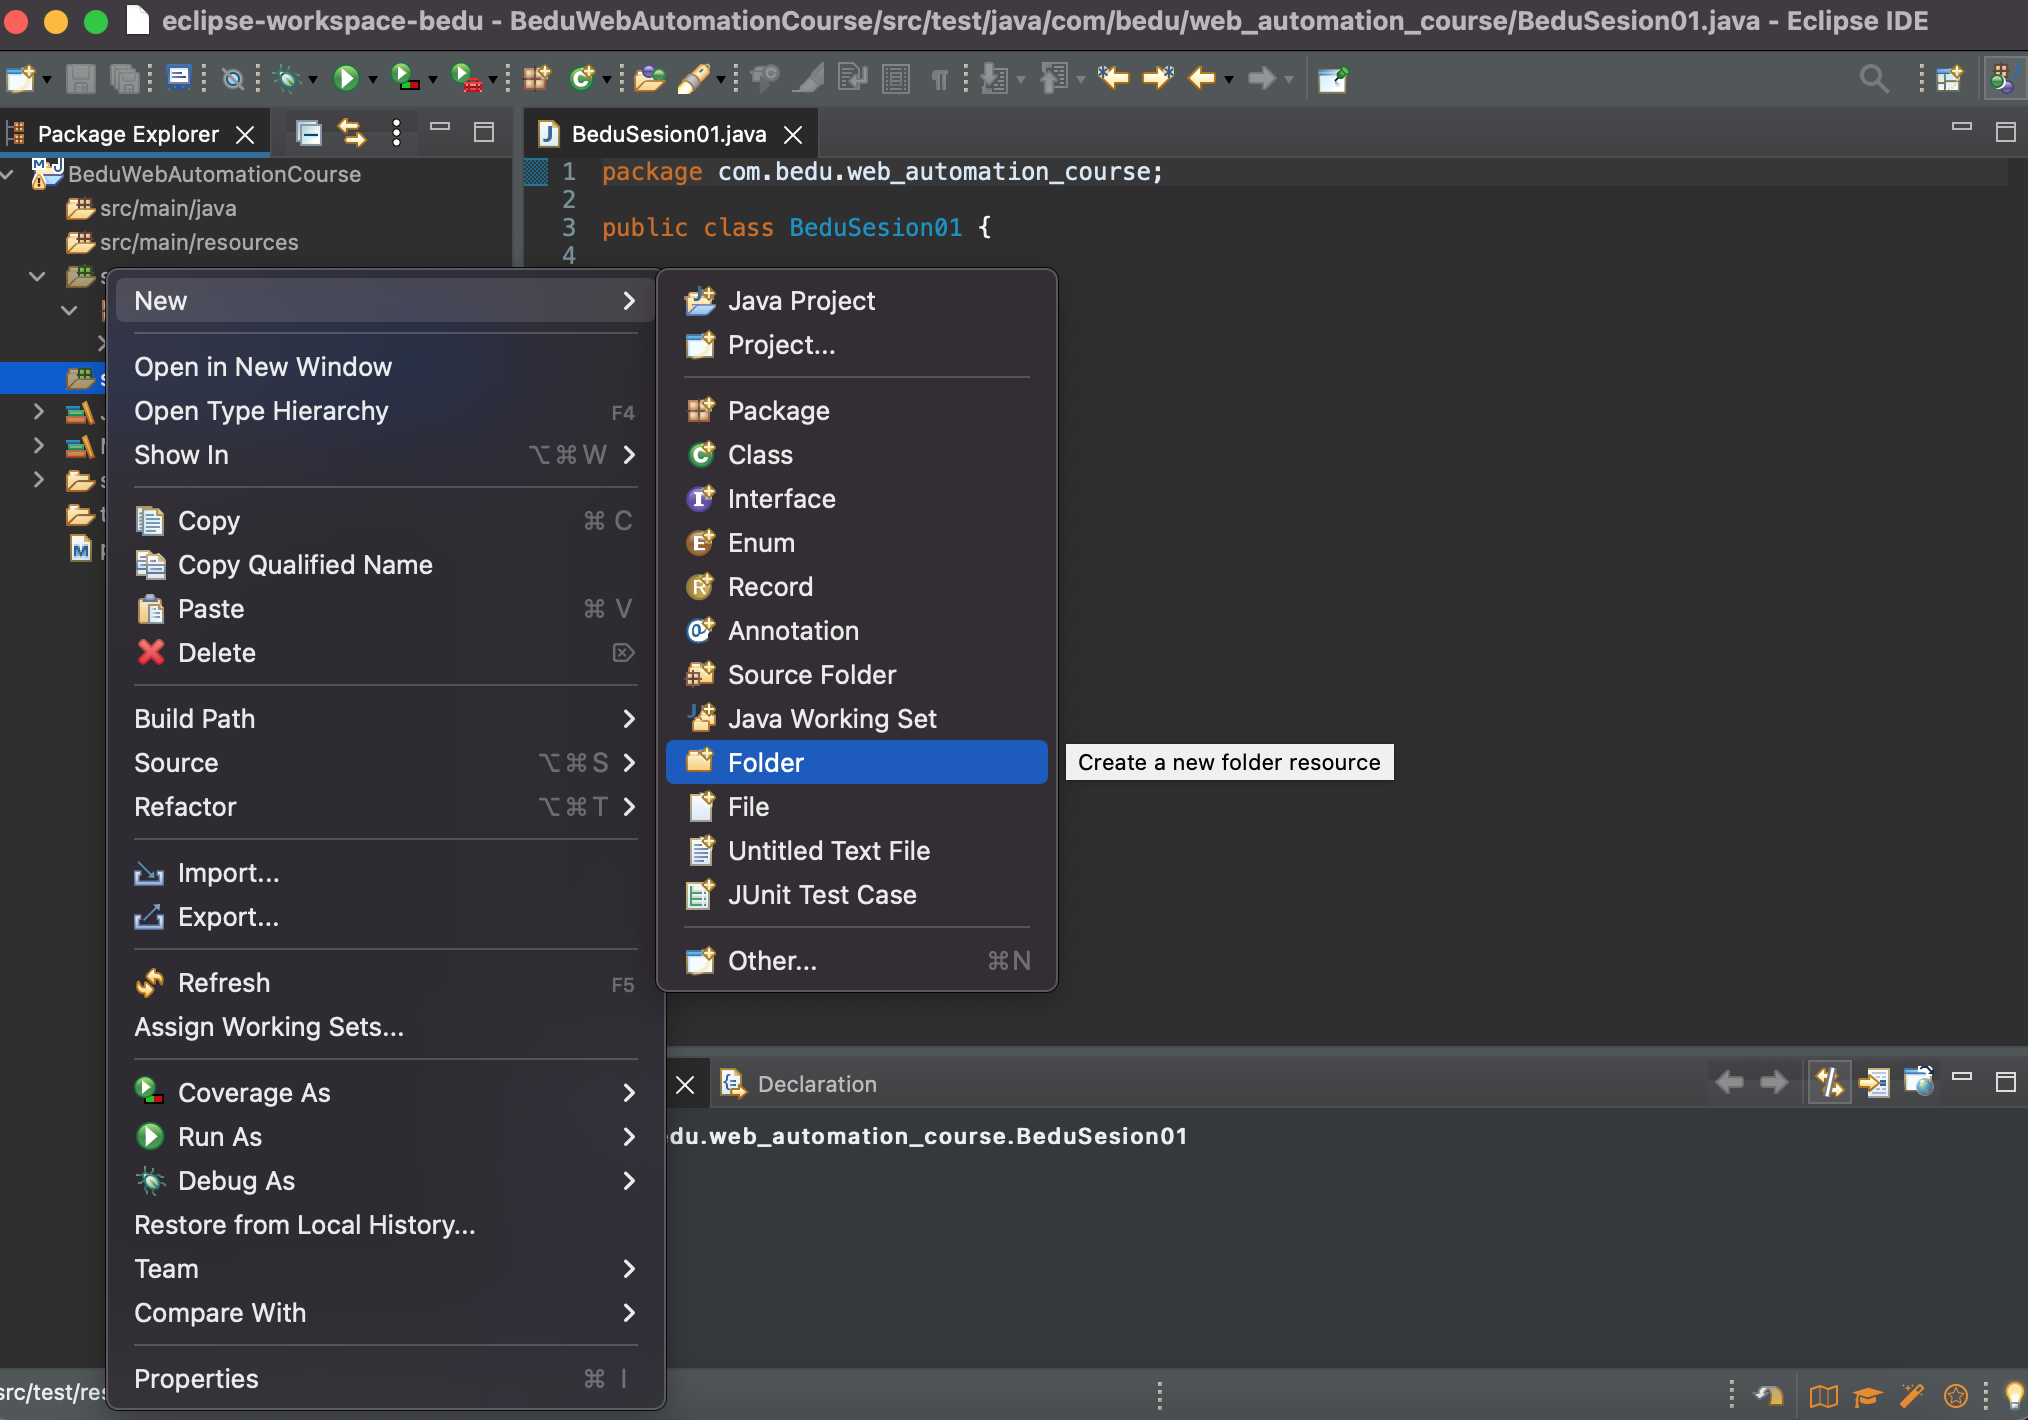 eclipse-workspace-bedu - BeduWebAutomationCourse/src/test/java/com/bedu/web_automation_course/BeduSesion01.java - Eclipse IDE
Package Explorer
BeduWebAutomationCourse
src/main/java
src/main/resources
BeduSesion01.java
1 package com.bedu.web_automation_course;
2
3 public class BeduSesion01 {
4
New
Open in New Window
Open Type Hierarchy F4
Show In ⌥⌘W
Copy ⌘ C
Copy Qualified Name
Paste ⌘ V
Delete
Build Path
Source ⌥⌘S
Refactor ⌥⌘T
Import...
Export...
Refresh F5
Assign Working Sets...
Coverage As
Run As
Debug As
Restore from Local History...
Team
Compare With
Properties ⌘ I
Java Project
Project...
Package
Class
Interface
Enum
Record
Annotation
Source Folder
Java Working Set
Folder
File
Untitled Text File
JUnit Test Case
Other... ⌘N
Create a new folder resource
Declaration
edu.web_automation_course.BeduSesion01
src/test/res